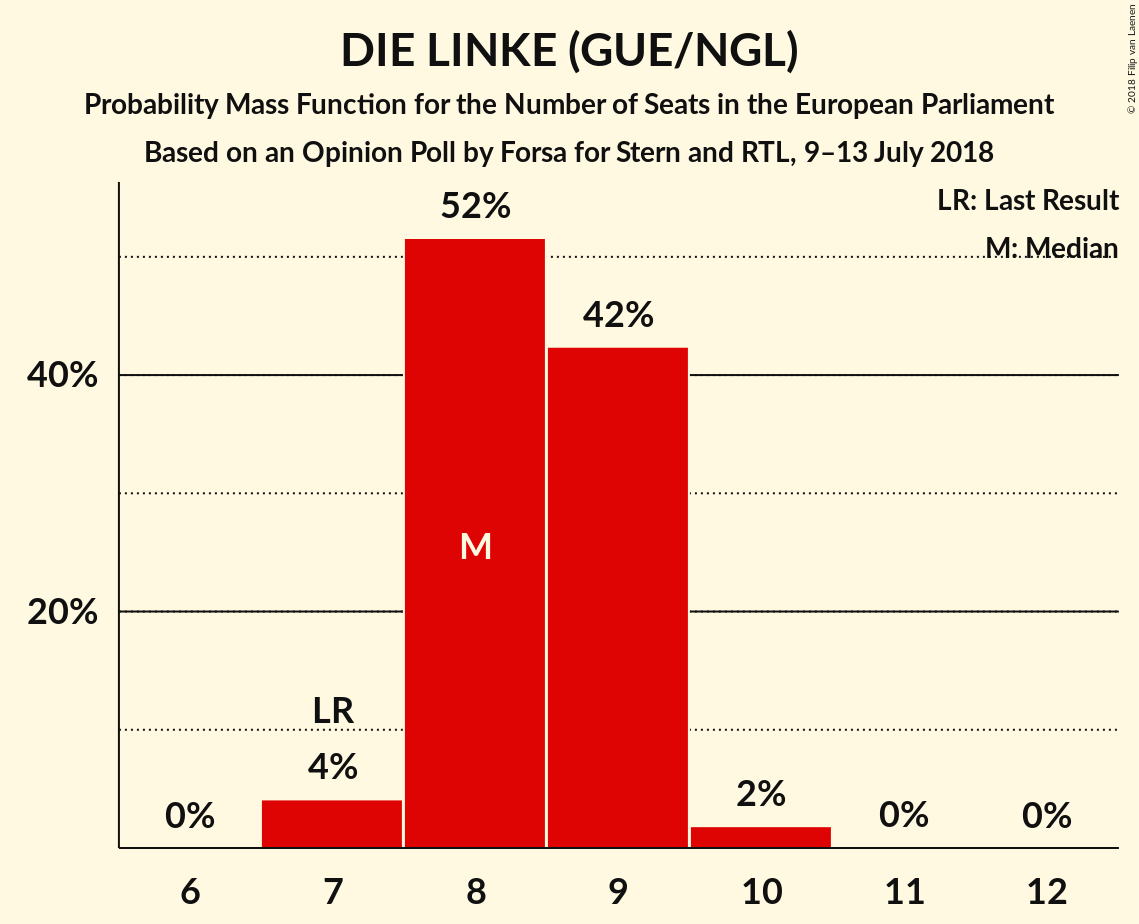 DIE LINKE (GUE/NGL)
Probability Mass Function for the Number of Seats in the European Parliament
Based on an Opinion Poll by Forsa for Stern and RTL, 9–13 July 2018
© 2018 Filip van Laenen
LR: Last Result
M: Median
52%
42%
40%
M
20%
LR
4%
2%
0%
0%
0%
6
7
8
9
10
11
12